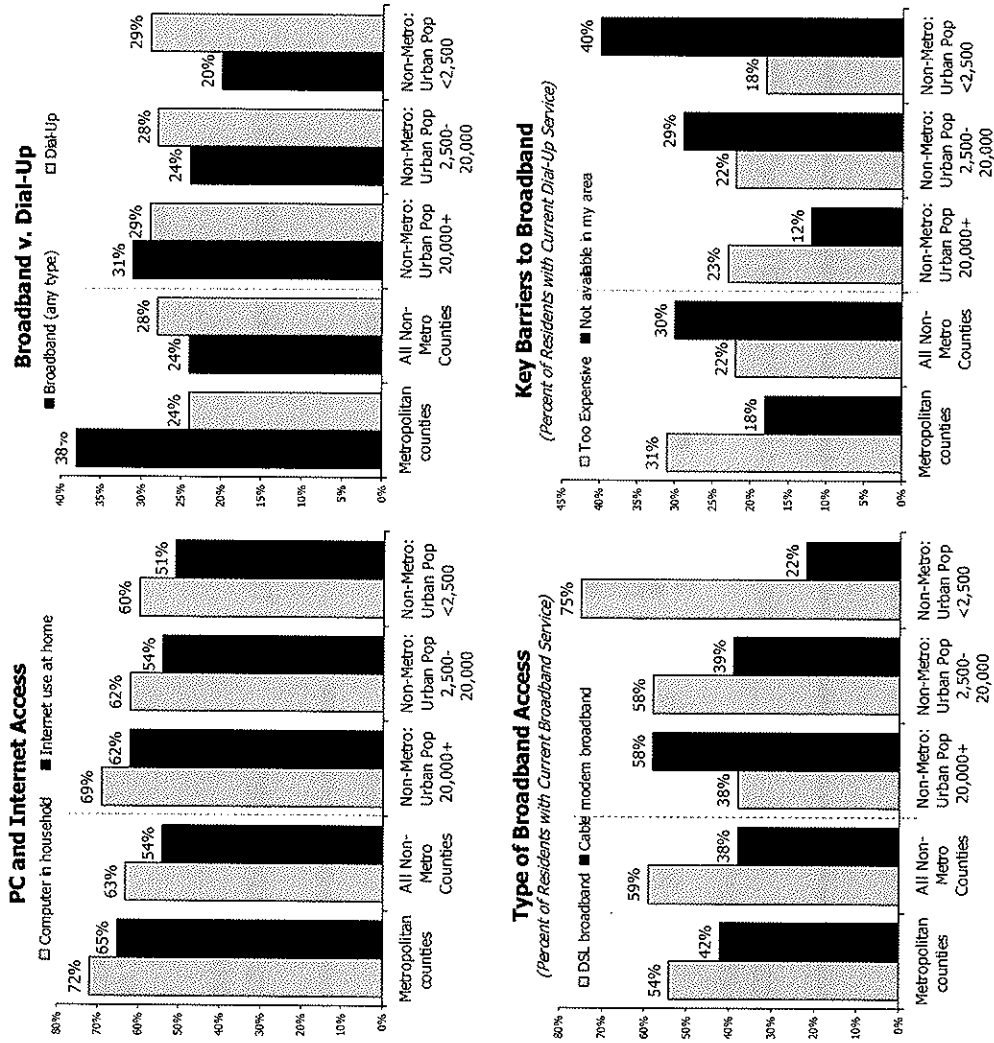 PC and Internet Access
Computer in household Internet use at home
80%
70%
60%
50%
40%
30%
20%
10%
0%
72%
65%
63%
54%
69%
62%
62%
54%
60%
51%
Metropolitan counties
All Non-Metro Counties
Non-Metro: Urban Pop 20,000+
Non-Metro: Urban Pop 2,500-20,000
Non-Metro: Urban Pop <2,500
Broadband v. Dial-Up
Broadband (any type) Dial-Up
40%
35%
30%
25%
20%
15%
10%
5%
0%
38%
24%
24%
28%
31%
29%
24%
28%
20%
29%
Metropolitan counties
All Non-Metro Counties
Non-Metro: Urban Pop 20,000+
Non-Metro: Urban Pop 2,500-20,000
Non-Metro: Urban Pop <2,500
Type of Broadband Access
(Percent of Residents with Current Broadband Service)
DSL broadband Cable modem broadband
80%
70%
60%
50%
40%
30%
20%
10%
0%
54%
42%
59%
38%
38%
58%
58%
39%
75%
22%
Metropolitan counties
All Non-Metro Counties
Non-Metro: Urban Pop 20,000+
Non-Metro: Urban Pop 2,500-20,000
Non-Metro: Urban Pop <2,500
Key Barriers to Broadband
(Percent of Residents with Current Dial-Up Service)
Too Expensive Not available in my area
45%
40%
35%
30%
25%
20%
15%
10%
5%
0%
31%
18%
22%
30%
23%
12%
22%
29%
18%
40%
Metropolitan counties
All Non-Metro Counties
Non-Metro: Urban Pop 20,000+
Non-Metro: Urban Pop 2,500-20,000
Non-Metro: Urban Pop <2,500